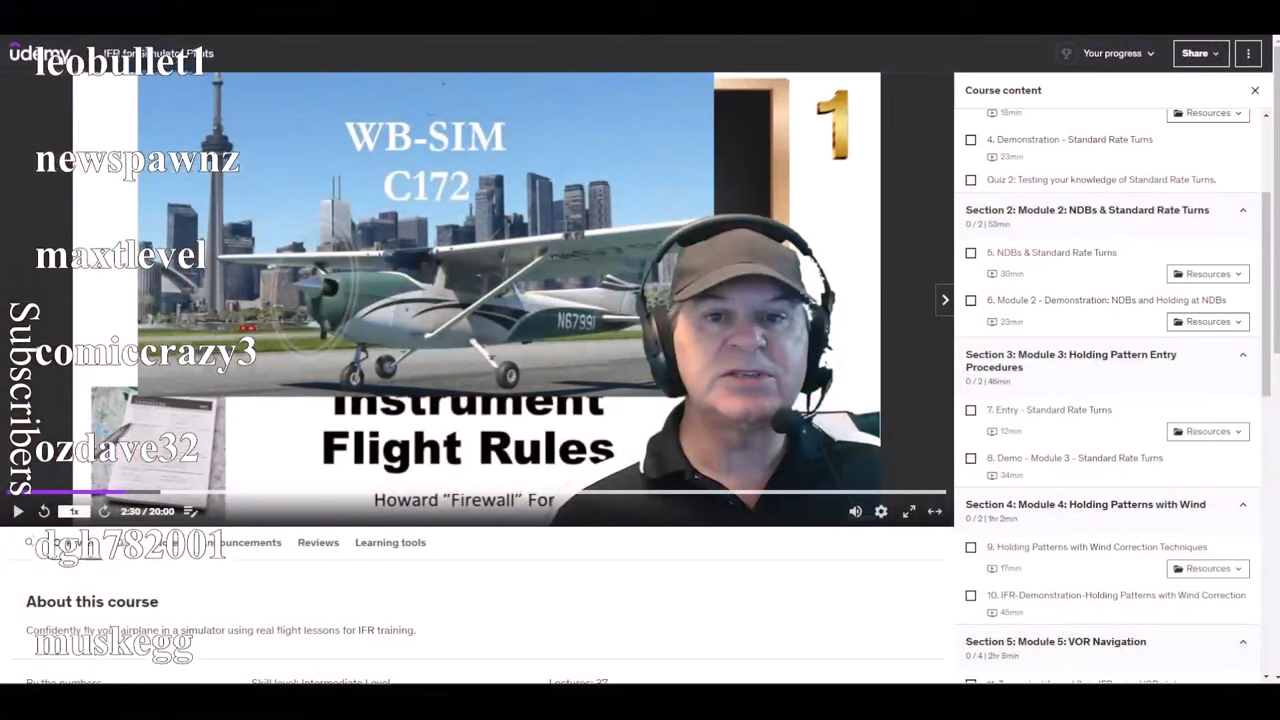 udemy
IFR for Simulator Pilots
Your progress
Share
leobullet1
newspawnz
maxtlevel
comiccrazy3
ozdave32
dgh782001
muskegg
Subscribers
WB-SIM
C172
1
N67991
Instrument
Flight Rules
Howard "Firewall" For
1x
2:30 / 20:00
Reviews
Learning tools
About this course
Confidently fly your airplane in a simulator using real flight lessons for IFR training.
By the numbers
Skill level: Intermediate Level
Lectures: 37
Course content
18min
Resources
4. Demonstration - Standard Rate Turns
23min
Quiz 2: Testing your knowledge of Standard Rate Turns.
Section 2: Module 2: NDBs & Standard Rate Turns
0 / 2 | 53min
5. NDBs & Standard Rate Turns
30min
Resources
6. Module 2 - Demonstration: NDBs and Holding at NDBs
23min
Resources
Section 3: Module 3: Holding Pattern Entry
Procedures
0 / 2 | 46min
7. Entry - Standard Rate Turns
12min
Resources
8. Demo - Module 3 - Standard Rate Turns
34min
Section 4: Module 4: Holding Patterns with Wind
0 / 2 | 1hr 2min
9. Holding Patterns with Wind Correction Techniques
17min
Resources
10. IFR-Demonstration-Holding Patterns with Wind Correction
45min
Section 5: Module 5: VOR Navigation
0 / 4 | 2hr 8min